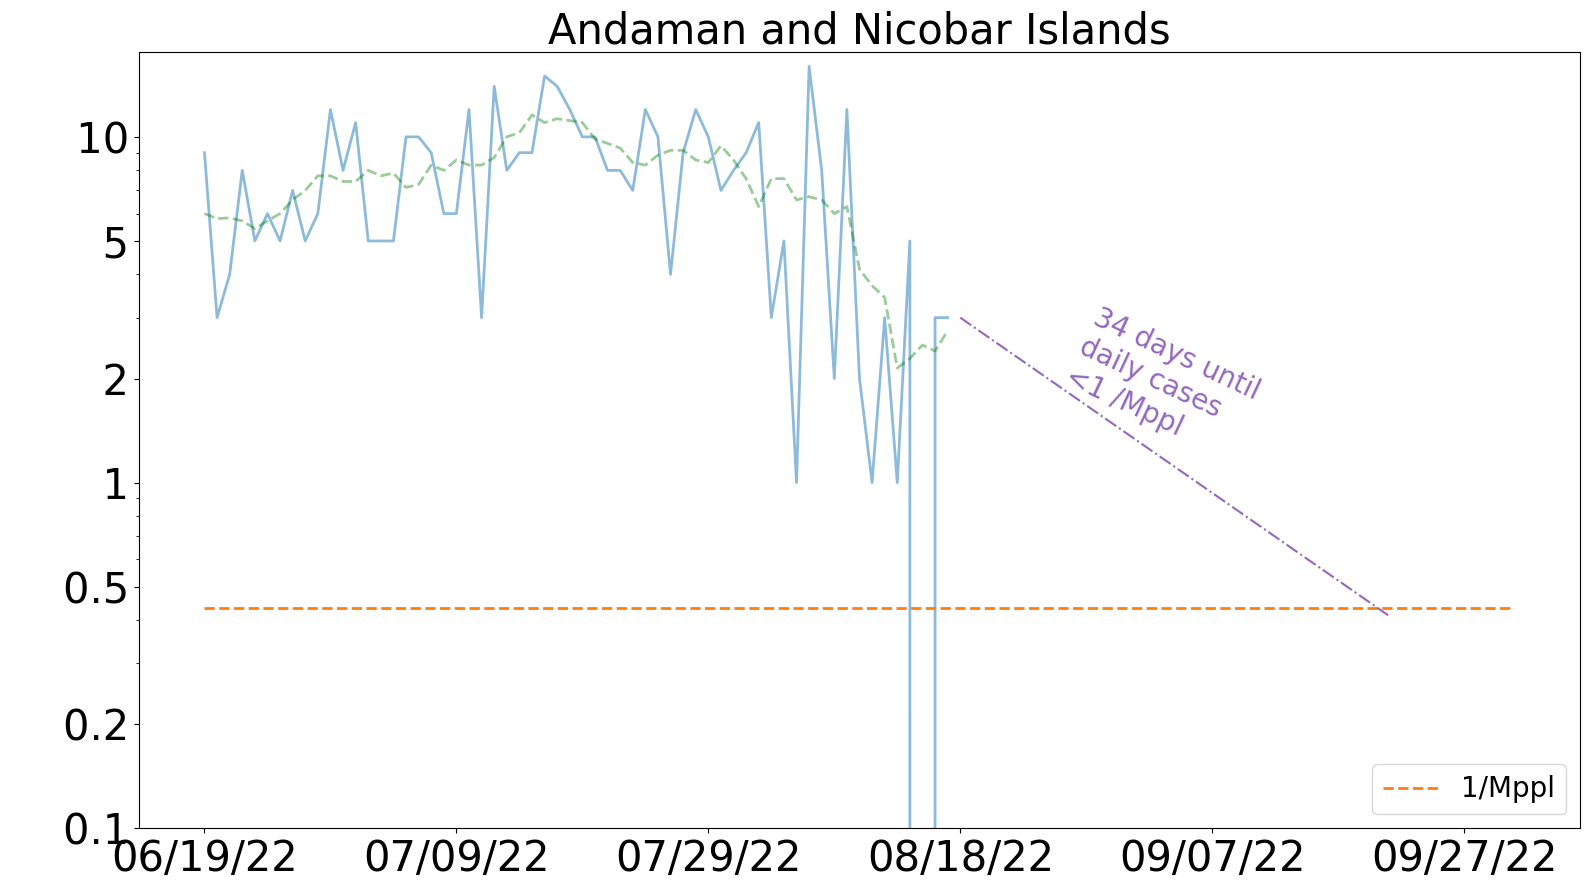 Andaman and Nicobar Islands
10
5
2
1
0.5
0.2
0.1
34 days until
daily cases
<1 /Mppl
1/Mppl
06/19/22 07/09/22 07/29/22 08/18/22 09/07/22 09/27/22